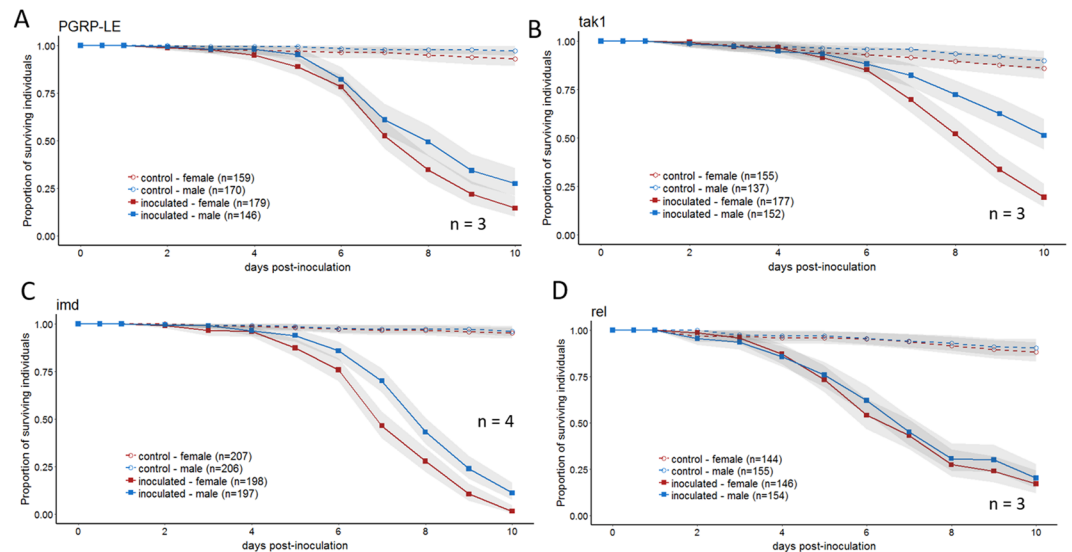 A
PGRP-LE
1.00
0.75
0.50
0.25
0.00
Proportion of surviving individuals
control - female (n=159)
control - male (n=170)
inoculated - female (n=179)
inoculated - male (n=146)
n = 3
0 2 4 6 8 10
days post-inoculation
B
tak1
1.00
0.75
0.50
0.25
0.00
Proportion of surviving individuals
control - female (n=155)
control - male (n=137)
inoculated - female (n=177)
inoculated - male (n=152)
n = 3
0 2 4 6 8 10
days post-inoculation
C
imd
1.00
0.75
0.50
0.25
0.00
Proportion of surviving individuals
n = 4
control - female (n=207)
control - male (n=206)
inoculated - female (n=198)
inoculated - male (n=197)
0 2 4 6 8 10
days post-inoculation
D
rel
1.00
0.75
0.50
0.25
0.00
Proportion of surviving individuals
control - female (n=144)
control - male (n=155)
inoculated - female (n=146)
inoculated - male (n=154)
n = 3
0 2 4 6 8 10
days post-inoculation